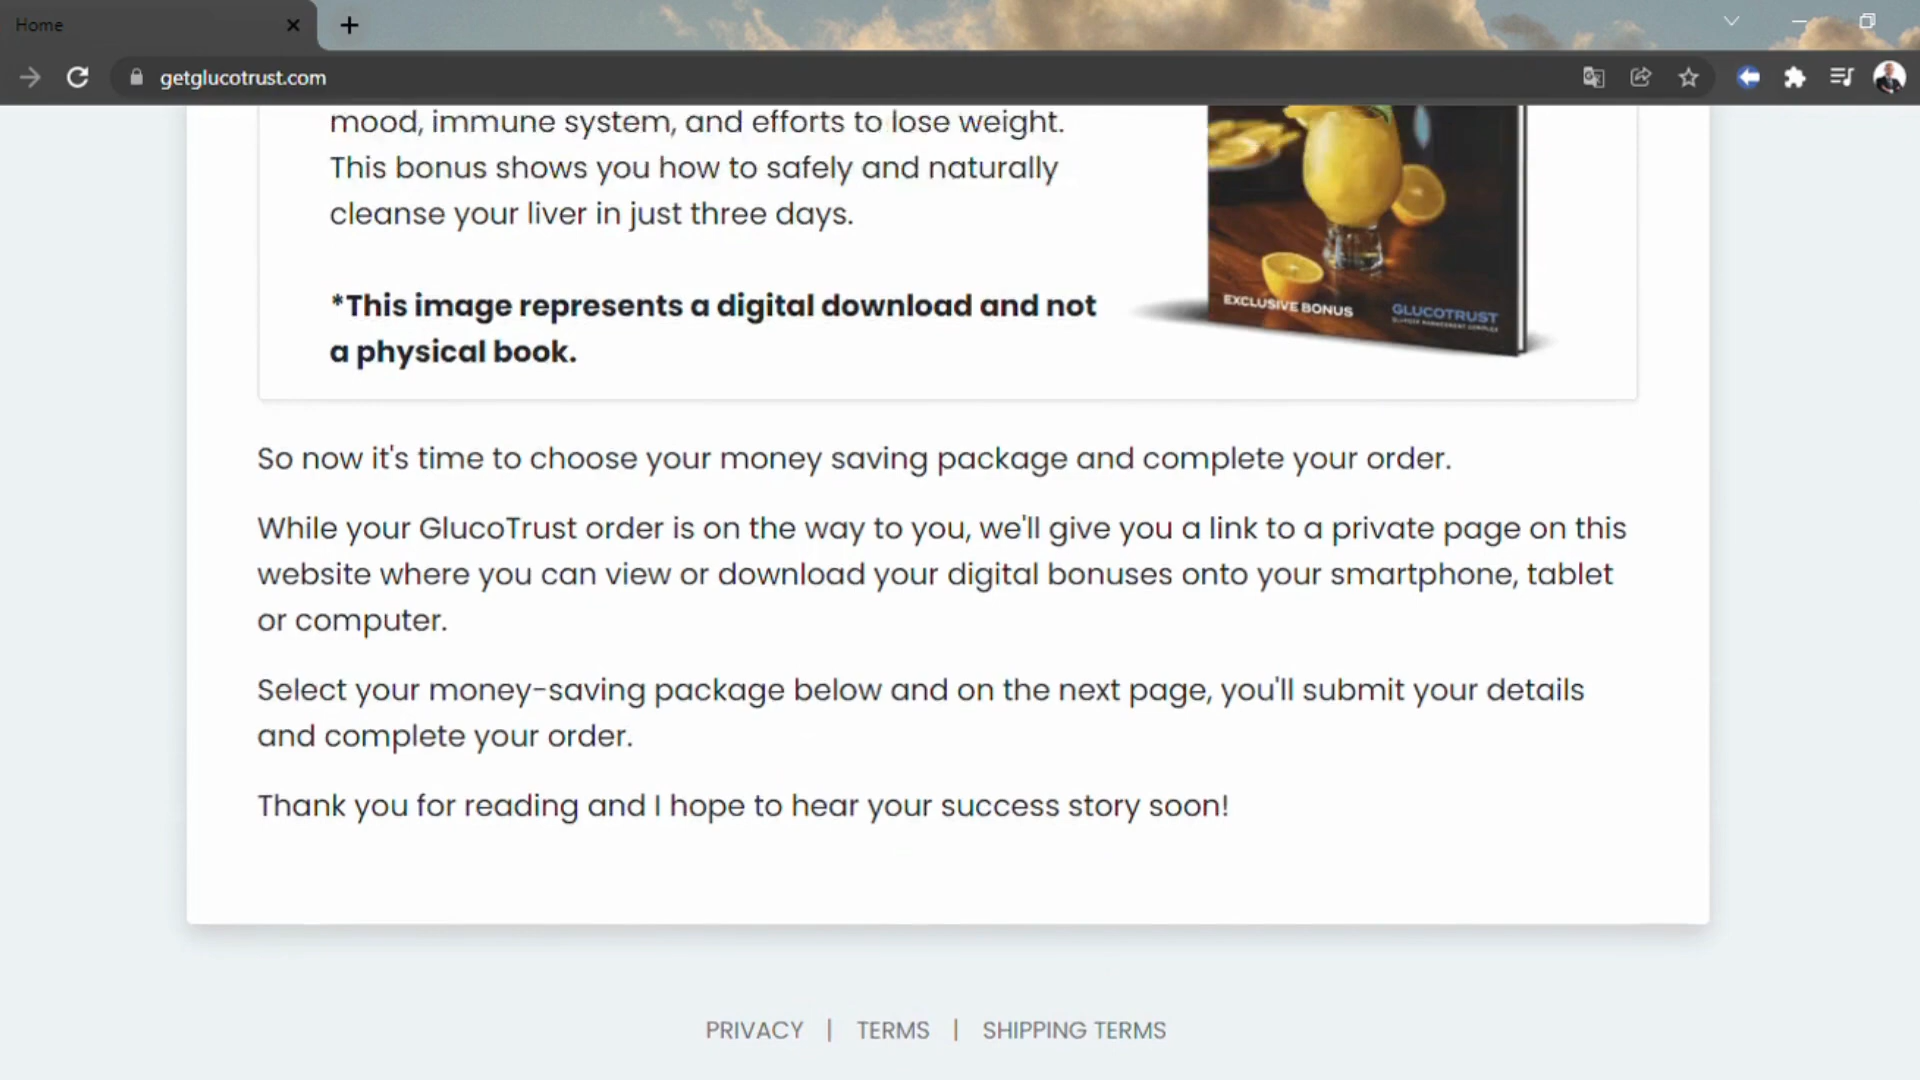 Home
getglucotrust.com
mood, immune system, and efforts to lose weight.
This bonus shows you how to safely and naturally
cleanse your liver in just three days.
*This image represents a digital download and not
a physical book.
EXCLUSIVE BONUS
GLUCOTRUST
So now it's time to choose your money saving package and complete your order.
While your GlucoTrust order is on the way to you, we'll give you a link to a private page on this
website where you can view or download your digital bonuses onto your smartphone, tablet
or computer.
Select your money-saving package below and on the next page, you'll submit your details
and complete your order.
Thank you for reading and I hope to hear your success story soon!
PRIVACY | TERMS | SHIPPING TERMS